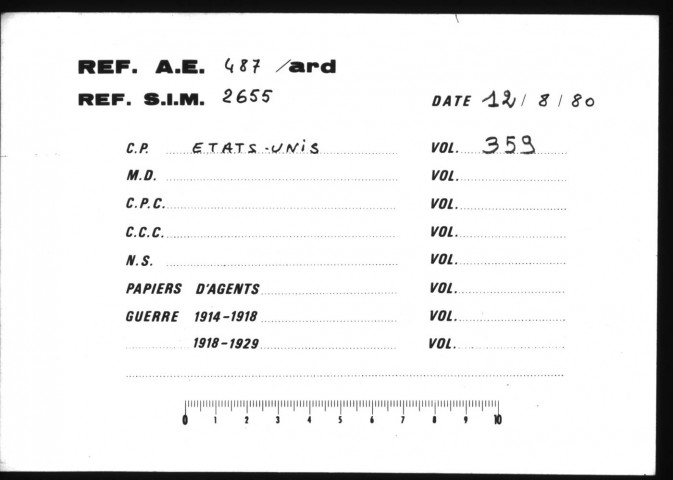 REF. A.E. 487 /ard
REF. S.I.M. 2655 DATE 12 / 8 / 80
C.P. ETATS-UNIS VOL. 359
M.D. VOL.
C.P.C. VOL.
C.C.C. VOL.
N.S. VOL.
PAPIERS D'AGENTS VOL.
GUERRE 1914-1918 VOL.
1918-1929 VOL.
0 1 2 3 4 5 6 7 8 9 10